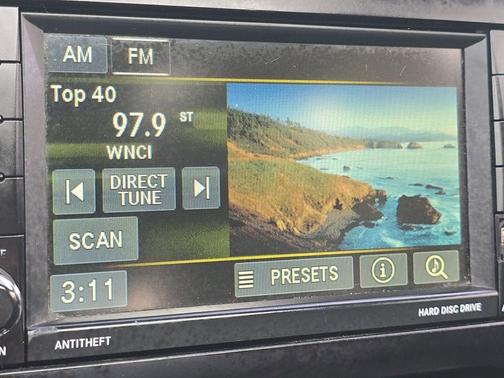 AM FM
Top 40
97.9 ST
WNCI
DIRECT
TUNE
SCAN
3:11 PRESETS
HARD DISC DRIVE
ANTITHEFT